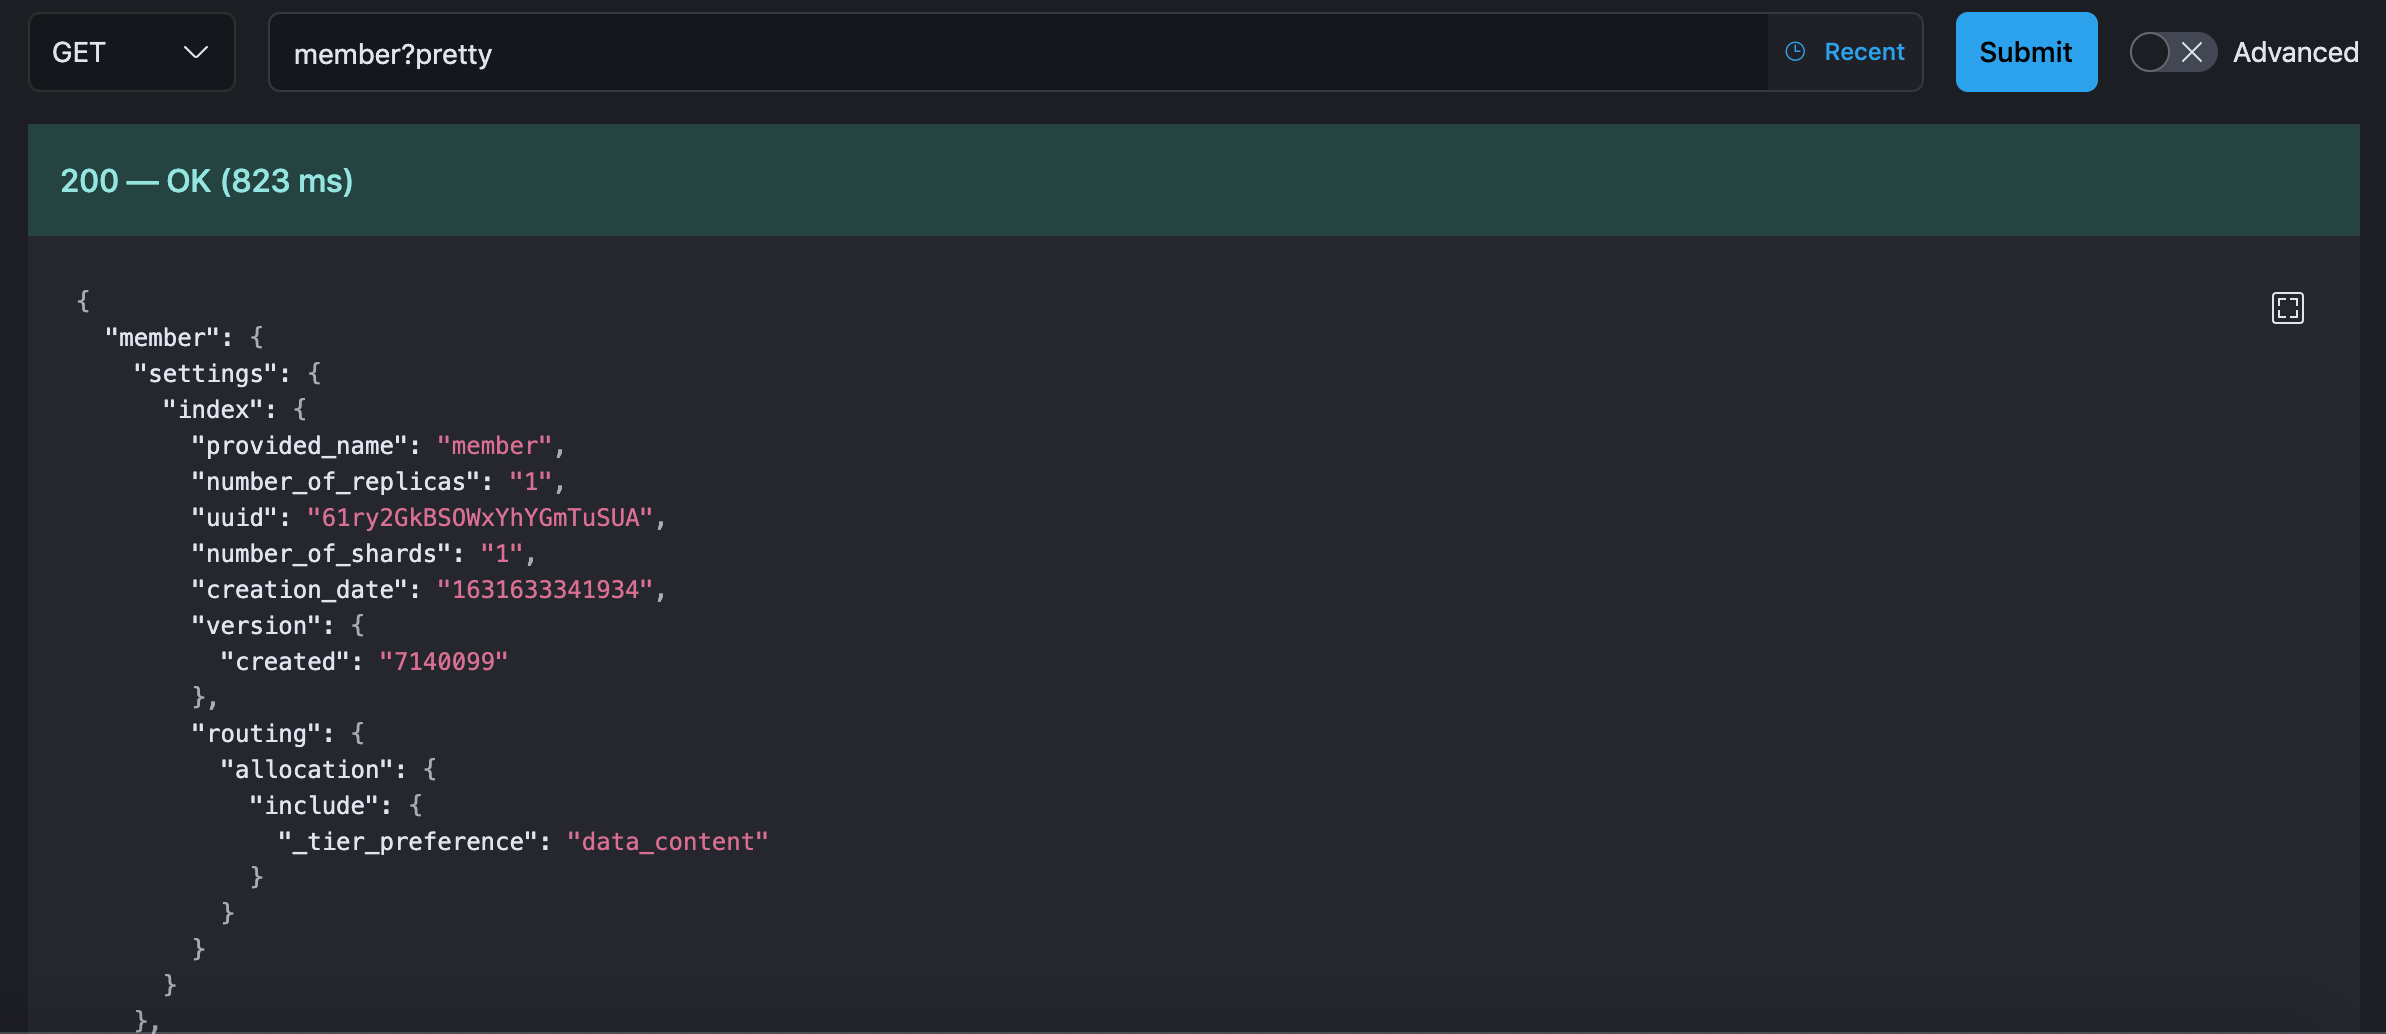 GET
member?pretty
Recent
Submit
Advanced
200 — OK (823 ms)
{
  "member": {
    "settings": {
      "index": {
        "provided_name": "member",
        "number_of_replicas": "1",
        "uuid": "61ry2GkBSOWxYhYGmTuSUA",
        "number_of_shards": "1",
        "creation_date": "1631633341934",
        "version": {
          "created": "7140099"
        },
        "routing": {
          "allocation": {
            "include": {
              "_tier_preference": "data_content"
            }
          }
        }
      }
    },